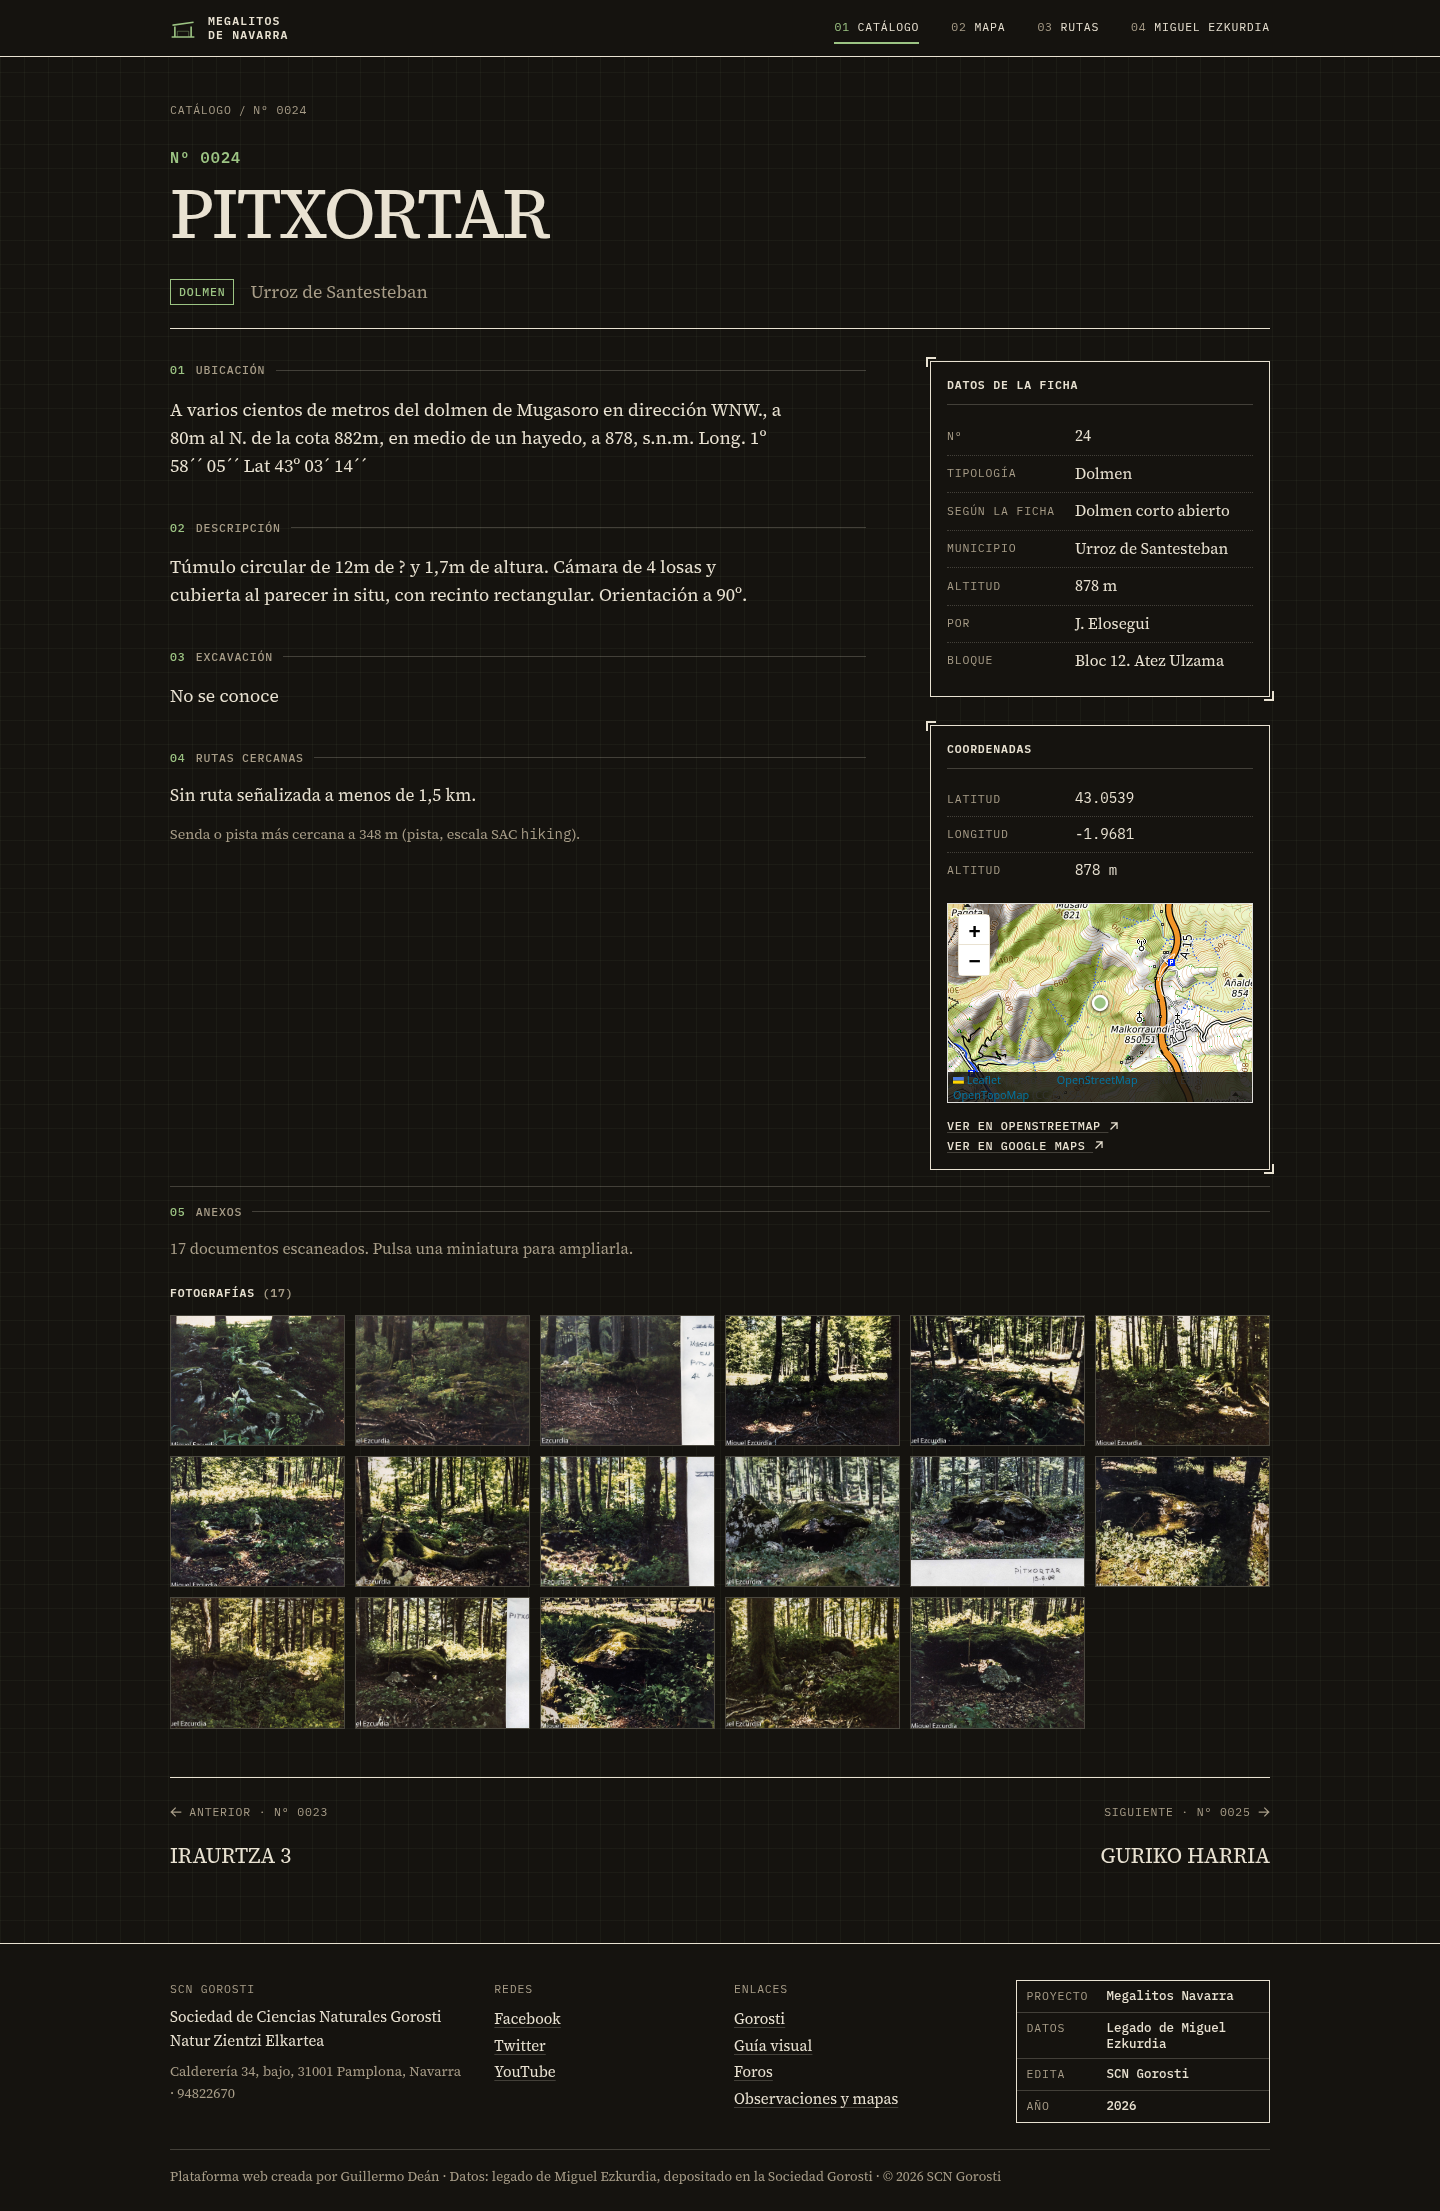 MEGALITOS
DE NAVARRA
01 CATÁLOGO
02 MAPA
03 RUTAS
04 MIGUEL EZKURDIA
CATÁLOGO / Nº 0024
Nº 0024
PITXORTAR
DOLMEN
Urroz de Santesteban
01 UBICACIÓN
A varios cientos de metros del dolmen de Mugasoro en dirección WNW., a
80m al N. de la cota 882m, en medio de un hayedo, a 878, s.n.m. Long. 1º
58´´ 05´´ Lat 43º 03´ 14´´
02 DESCRIPCIÓN
Túmulo circular de 12m de ? y 1,7m de altura. Cámara de 4 losas y
cubierta al parecer in situ, con recinto rectangular. Orientación a 90º.
03 EXCAVACIÓN
No se conoce
04 RUTAS CERCANAS
Sin ruta señalizada a menos de 1,5 km.
Senda o pista más cercana a 348 m (pista, escala SAC hiking).
DATOS DE LA FICHA
Nº 24
TIPOLOGÍA Dolmen
SEGÚN LA FICHA Dolmen corto abierto
MUNICIPIO Urroz de Santesteban
ALTITUD 878 m
POR J. Elosegui
BLOQUE Bloc 12. Atez Ulzama
COORDENADAS
LATITUD 43.0539
LONGITUD -1.9681
ALTITUD 878 m
821
+
−
A-15
854
Malkorraundi
850.51
Leaflet OpenStreetMap
OpenTopoMap
VER EN OPENSTREETMAP ↗
VER EN GOOGLE MAPS ↗
05 ANEXOS
17 documentos escaneados. Pulsa una miniatura para ampliarla.
FOTOGRAFÍAS (17)
Miguel Ezcurdia
Ezcurdia
PITXORTAR
← ANTERIOR · Nº 0023
IRAURTZA 3
SIGUIENTE · Nº 0025 →
GURIKO HARRIA
SCN GOROSTI
Sociedad de Ciencias Naturales Gorosti
Natur Zientzi Elkartea
Calderería 34, bajo, 31001 Pamplona, Navarra
· 94822670
REDES
Facebook
Twitter
YouTube
ENLACES
Gorosti
Guía visual
Foros
Observaciones y mapas
PROYECTO Megalitos Navarra
DATOS Legado de Miguel
Ezkurdia
EDITA SCN Gorosti
AÑO 2026
Plataforma web creada por Guillermo Deán · Datos: legado de Miguel Ezkurdia, depositado en la Sociedad Gorosti · © 2026 SCN Gorosti